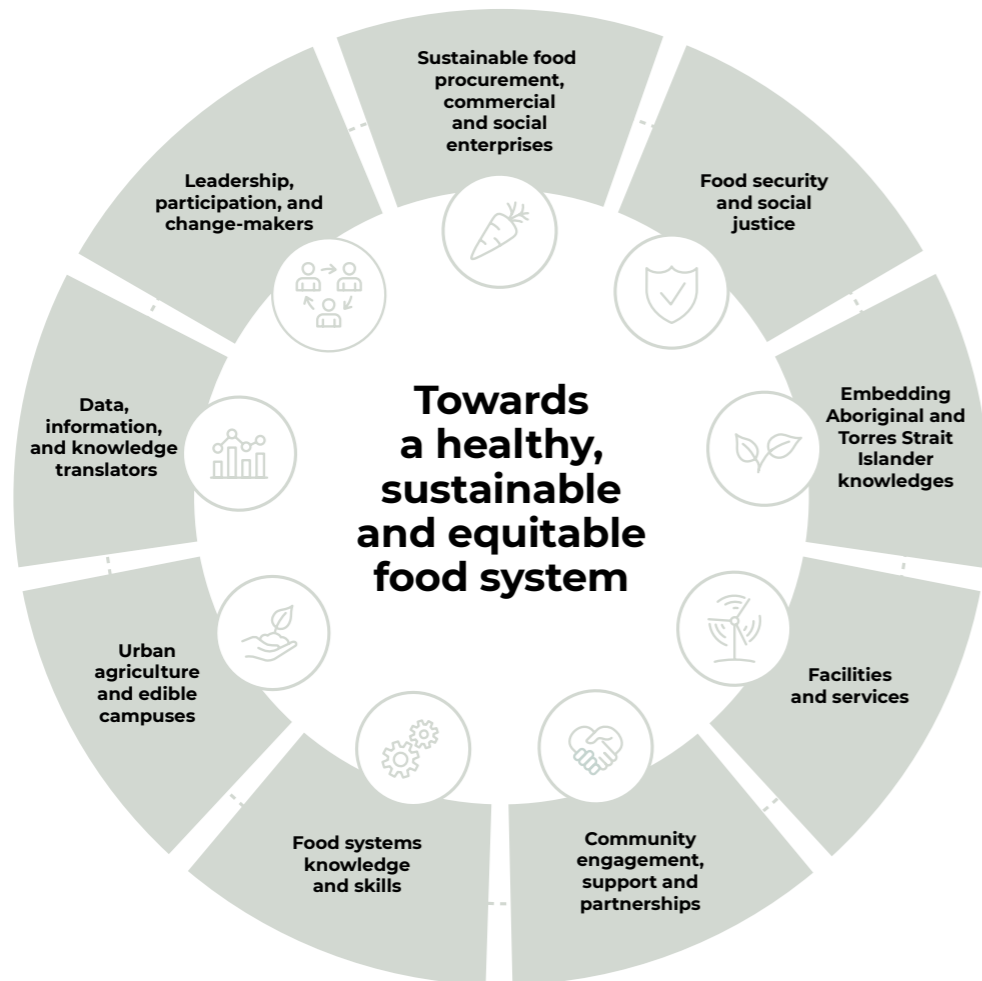 Sustainable food
procurement,
commercial
and social
enterprises
Food security
and social
justice
Embedding
Aboriginal and
Torres Strait
Islander
knowledges
Facilities
and services
Community
engagement,
support and
partnerships
Food systems
knowledge
and skills
Urban
agriculture
and edible
campuses
Data,
information,
and knowledge
translators
Leadership,
participation, and
change-makers
Towards
a healthy,
sustainable
and equitable
food system